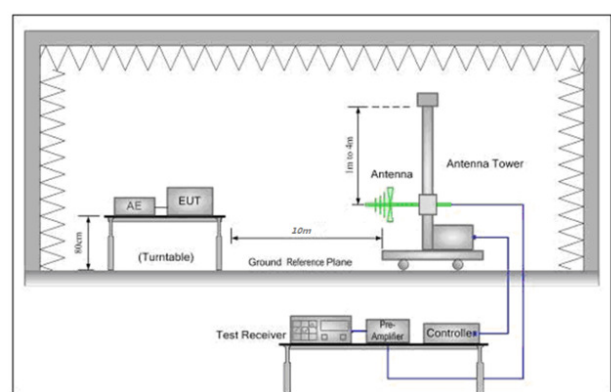 1m to 4m
Antenna
Antenna Tower
AE
EUT
80cm
(Turntable)
10m
Ground Reference Plane
Test Receiver
Pre-
Amplifier
Controller